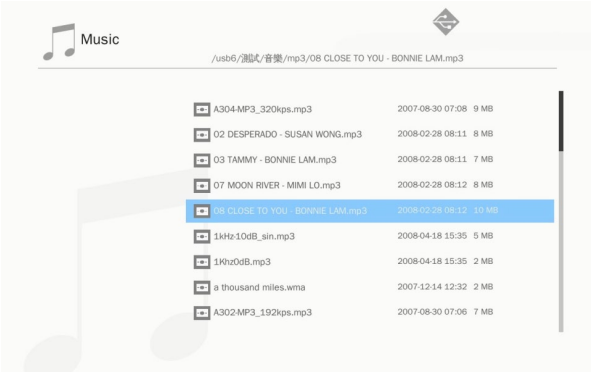 Music
/usb6/測試/音樂/mp3/08 CLOSE TO YOU - BONNIE LAM.mp3
A304-MP3_320kps.mp3 2007-08-30 07:08 9 MB
02 DESPERADO - SUSAN WONG.mp3 2008-02-28 08:11 8 MB
03 TAMMY - BONNIE LAM.mp3 2008-02-28 08:11 7 MB
07 MOON RIVER - MIMI LO.mp3 2008-02-28 08:12 8 MB
08 CLOSE TO YOU - BONNIE LAM.mp3 2008-02-28 08:12 10 MB
1kHz-10dB_sin.mp3 2008-04-18 15:35 5 MB
1Khz0dB.mp3 2008-04-18 15:35 2 MB
a thousand miles.wma 2007-12-14 12:32 2 MB
A302-MP3_192kps.mp3 2007-08-30 07:06 7 MB